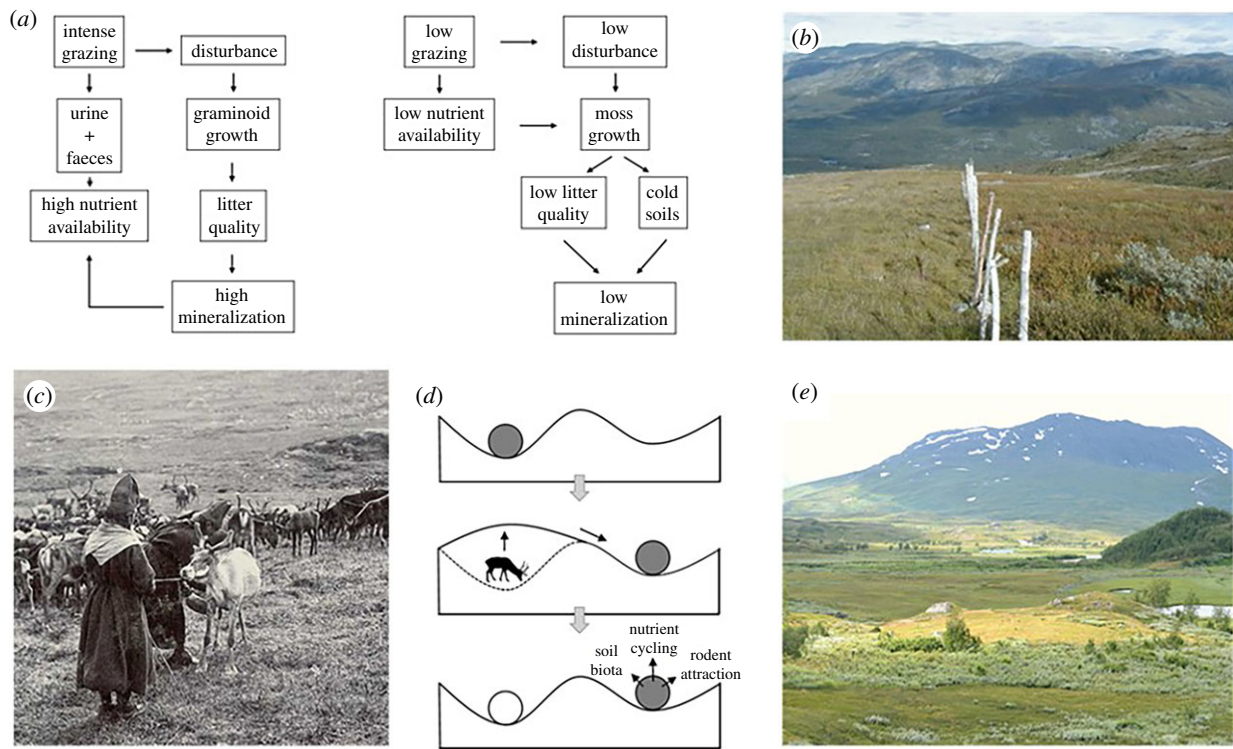 (a)
intense
grazing
disturbance
urine
+
faeces
graminoid
growth
high nutrient
availability
litter
quality
high
mineralization
low
grazing
low
disturbance
low nutrient
availability
moss
growth
low litter
quality
cold
soils
low
mineralization
(b)
(c)
(d)
nutrient
cycling
soil
biota
rodent
attraction
(e)